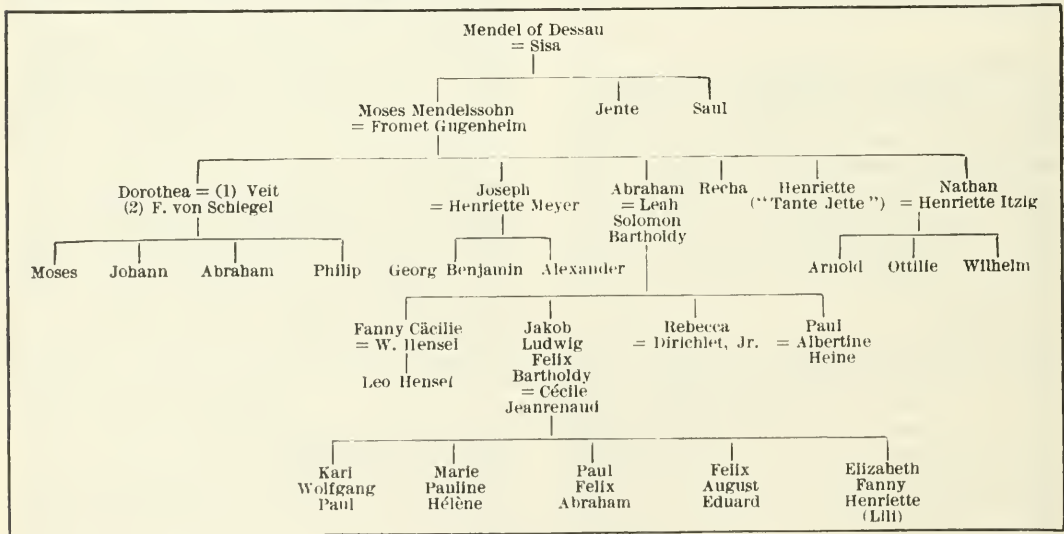 Mendel of Dessau
= Sisa
Moses Mendelssohn
= Fromet Gugenheim
Jente
Saul
Dorothea = (1) Veit
(2) F. von Schlegel
Joseph
= Henriette Meyer
Abraham
= Leah
Solomon
Bartholdy
Recha
Henriette
("Tante Jette")
Nathan
= Henriette Itzig
Moses
Johann
Abraham
Philip
Georg Benjamin
Alexander
Arnold
Ottilie
Wilhelm
Fanny Cäcilie
= W. Hensel
Leo Hensel
Jakob
Ludwig
Felix
Bartholdy
= Cécile
Jeanrenaud
Rebecca
= Dirichlet, Jr.
Paul
= Albertine
Heine
Karl
Wolfgang
Paul
Marie
Pauline
Hélène
Paul
Felix
Abraham
Felix
August
Eduard
Elizabeth
Fanny
Henriette
(Lili)